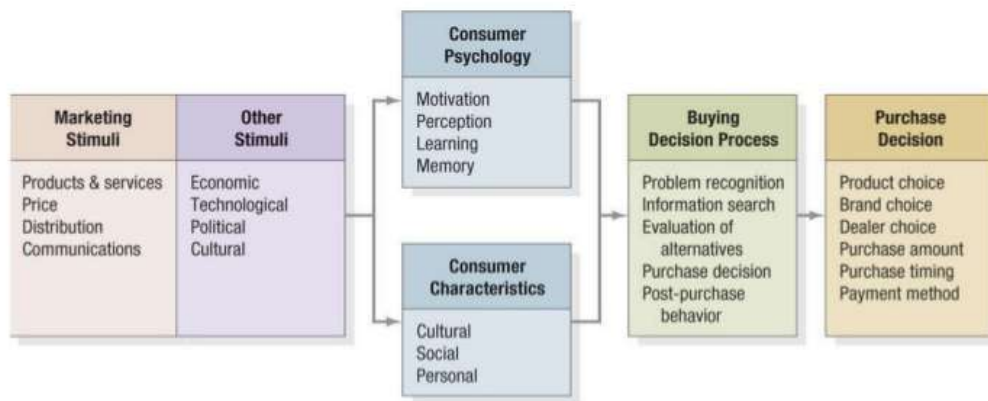 Marketing
Stimuli
Products & services
Price
Distribution
Communications
Other
Stimuli
Economic
Technological
Political
Cultural
Consumer
Psychology
Motivation
Perception
Learning
Memory
Consumer
Characteristics
Cultural
Social
Personal
Buying
Decision Process
Problem recognition
Information search
Evaluation of
alternatives
Purchase decision
Post-purchase
behavior
Purchase
Decision
Product choice
Brand choice
Dealer choice
Purchase amount
Purchase timing
Payment method